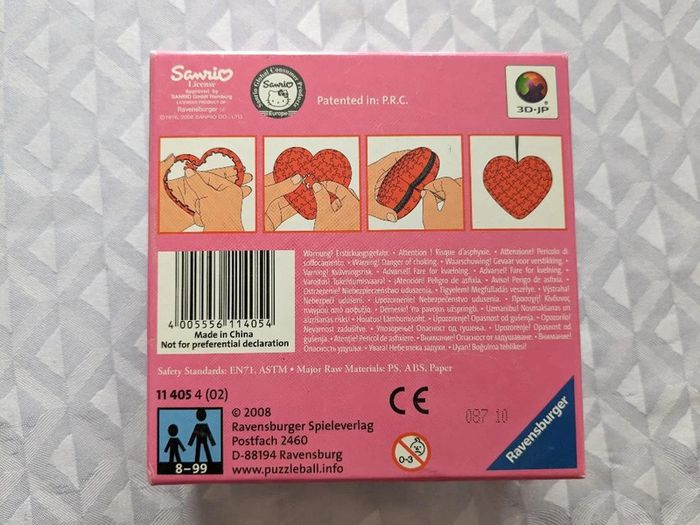 Sanrio
License
Approved by
SANRIO GmbH Hamburg
LICENSED PRODUCT OF
Ravensburger
©1976, 2008 SANRIO CO., LTD.
Sanrio Global Consumer Products
Sanrio
Europe
Patented in: P.R.C.
3D-JP
Warnung! Erstickungsgefahr. • Attention ! Risque d'asphyxie. • Attenzione! Pericolo di
soffocamento. • Warning! Danger of choking. • Waarschuwing! Gevaar voor verstikking. •
Varning! Kvävningsrisk. • Advarsel! Fare for kvelning. • Advarsel! Fare for kvælning. •
Varoitus! Tukehtumisvaara! • ¡Atención! Peligro de asfixia. • Aviso! Perigo de asfixia. •
Ostrzeżenie! Niebezpieczeństwo uduszenia. • Figyelem! Megfulladás veszélye. • Výstraha!
Nebezpečí udušení. • Upozornenie! Nebezpečenstvo udusenia. • Προσοχή! Κίνδυνος
πνιγμού από ασφυξία. • Dėmesio! Yra pavojus uždusti. • Uzmanību! Nosmakšanas un
aizrīšanās risks! • Hoiatus! Lämbumisoht. • Upozorenje! Opasnost od gušenja. • Opozorilo!
Nevarnost zadušitve. • Упозорење! Опасност од гушења. • Upozorenje! Opasnost od
gušenja. • Atenţie! Pericol de asfixiere. • Внимание! Опасност от задушаване. • Внимание!
Опасность удушья. • Увага! Небезпека задухи. • Uyarı! Boğulma tehlikesi!
4 005556 114054
Made in China
Not for preferential declaration
Safety Standards: EN71, ASTM • Major Raw Materials: PS, ABS, Paper
11 405 4 (02)
8–99
© 2008
Ravensburger Spieleverlag
Postfach 2460
D-88194 Ravensburg
www.puzzleball.info
CE
0-3
087 10
Ravensburger